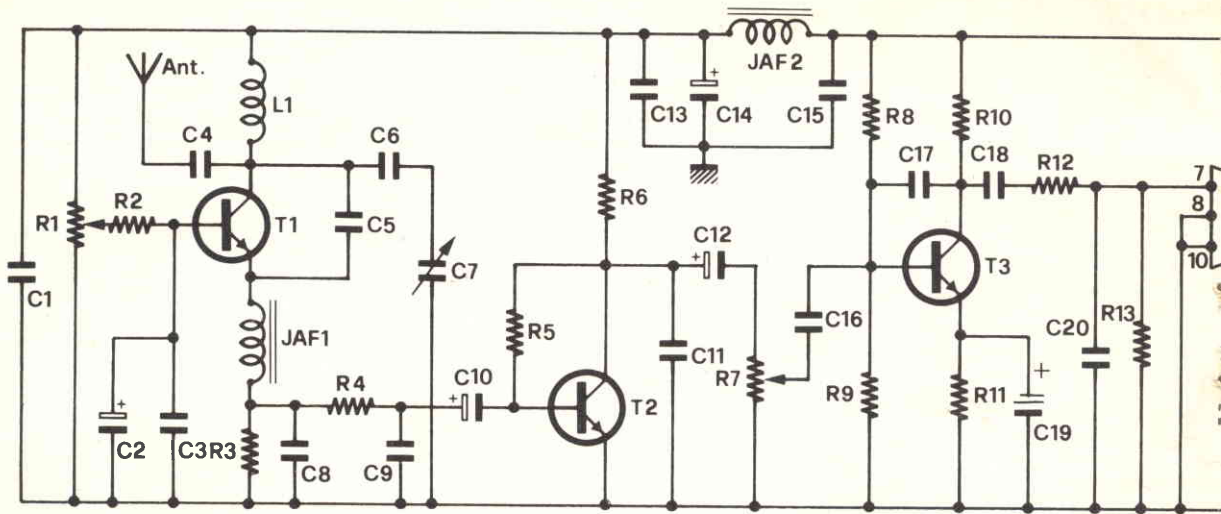 Ant.
JAF2
L1
C13
C14
C15
R8
R10
C4
C6
C17
C18
R12
7
R1
R2
T1
C5
R6
8
C12
T3
10
C1
C7
JAF1
R5
C16
C20
R13
R4
C10
C11
R7
R9
R11
+
T2
C2
C3
R3
C8
C9
C19
+
+
+
+